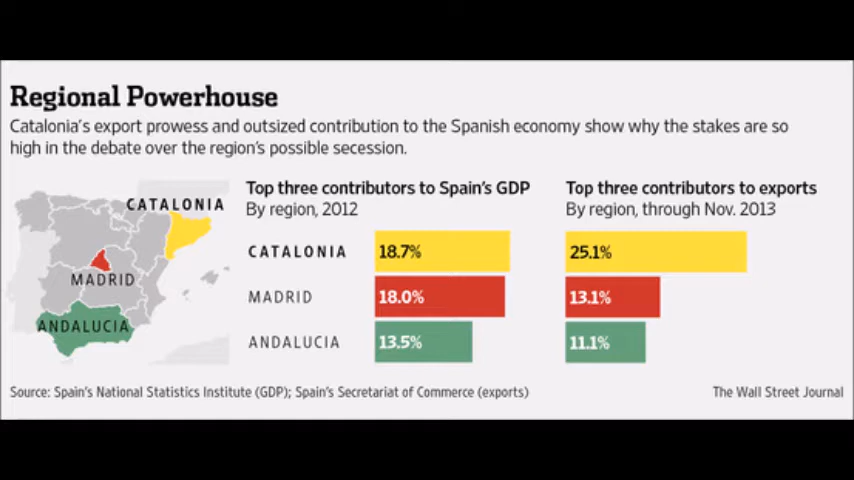 Regional Powerhouse
Catalonia's export prowess and outsized contribution to the Spanish economy show why the stakes are so
high in the debate over the region's possible secession.
CATALONIA
MADRID
ANDALUCIA
Top three contributors to Spain's GDP
By region, 2012
CATALONIA 18.7%
MADRID 18.0%
ANDALUCIA 13.5%
Top three contributors to exports
By region, through Nov. 2013
25.1%
13.1%
11.1%
Source: Spain's National Statistics Institute (GDP); Spain's Secretariat of Commerce (exports)
The Wall Street Journal